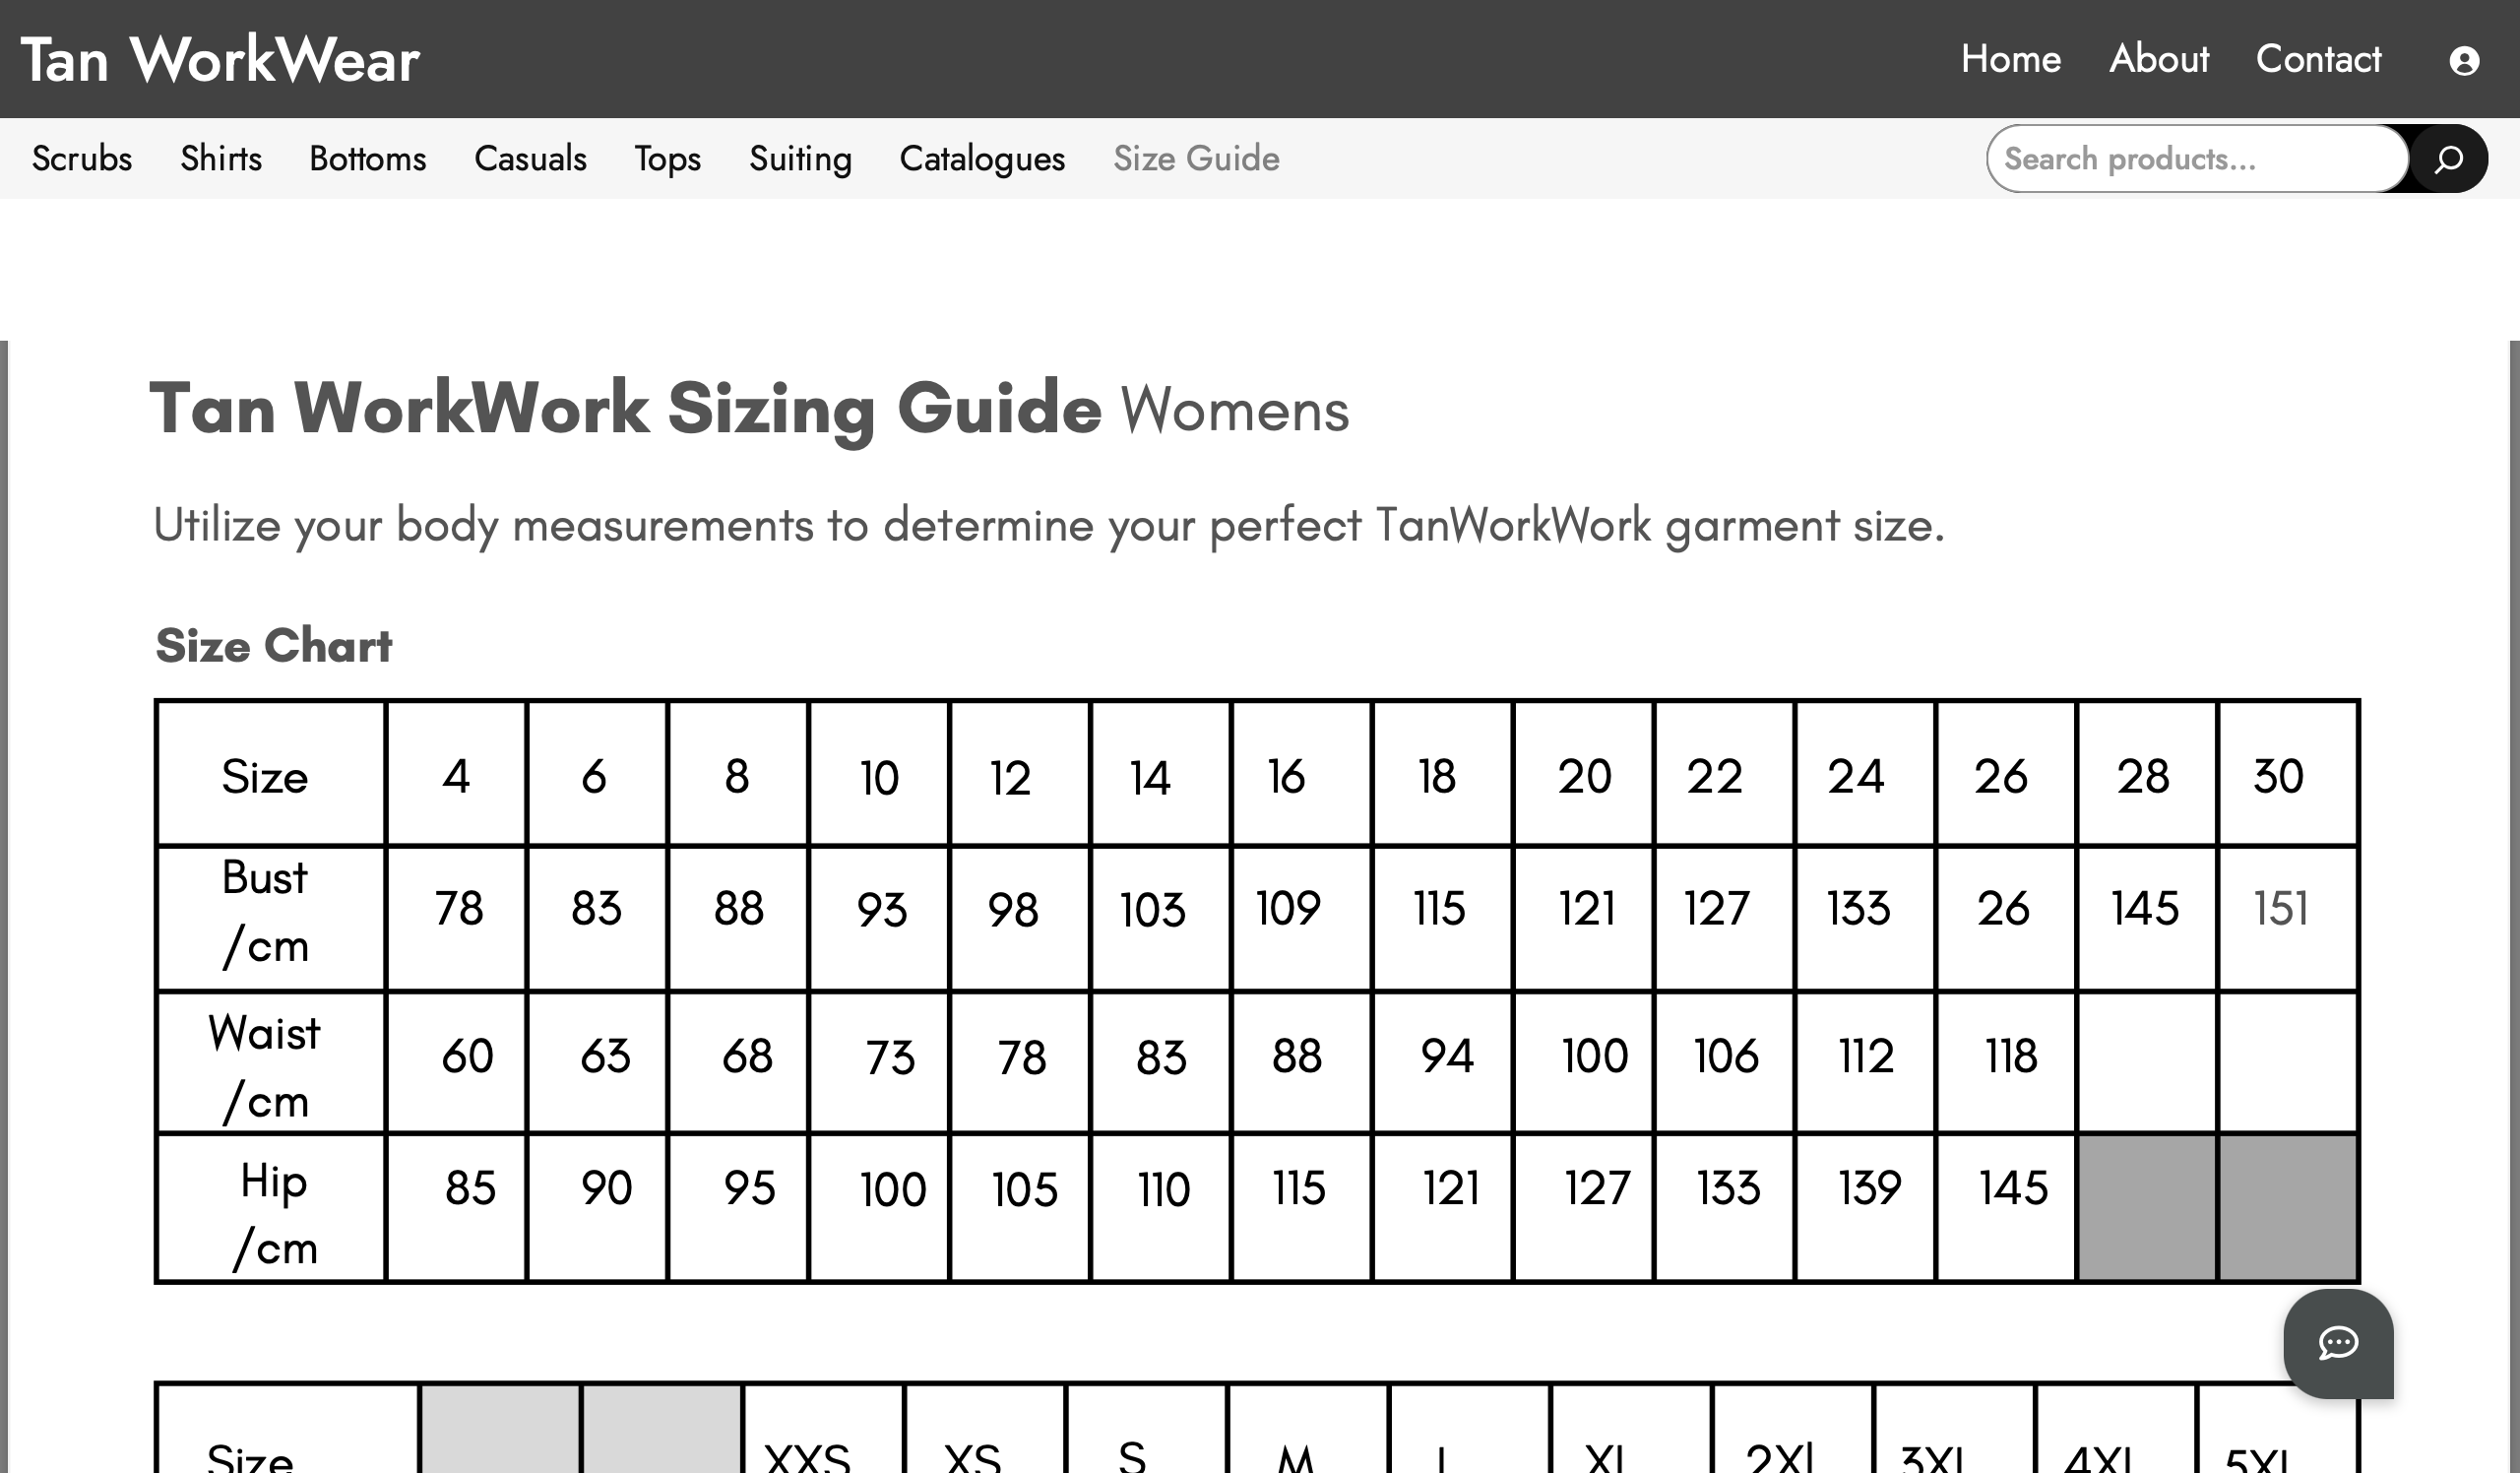 Tan WorkWear
Home About Contact
Scrubs Shirts Bottoms Casuals Tops Suiting Catalogues Size Guide
Search products...
Tan WorkWork Sizing Guide Womens
Utilize your body measurements to determine your perfect TanWorkWork garment size.
Size Chart
Size 4 6 8 10 12 14 16 18 20 22 24 26 28 30
Bust /cm 78 83 88 93 98 103 109 115 121 127 133 26 145 151
Waist /cm 60 63 68 73 78 83 88 94 100 106 112 118
Hip /cm 85 90 95 100 105 110 115 121 127 133 139 145
Size XXS XS S M L XL 2XL 3XL 4XL 5XL